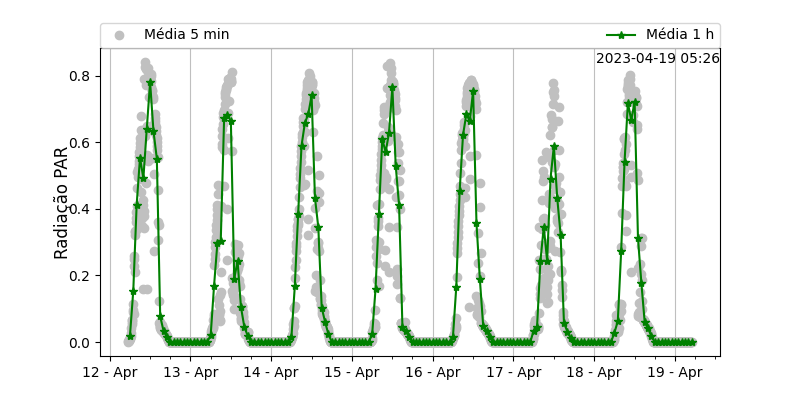 Média 5 min
Média 1 h
2023-04-19 05:26
Radiação PAR
0.8
0.6
0.4
0.2
0.0
12 - Apr
13 - Apr
14 - Apr
15 - Apr
16 - Apr
17 - Apr
18 - Apr
19 - Apr